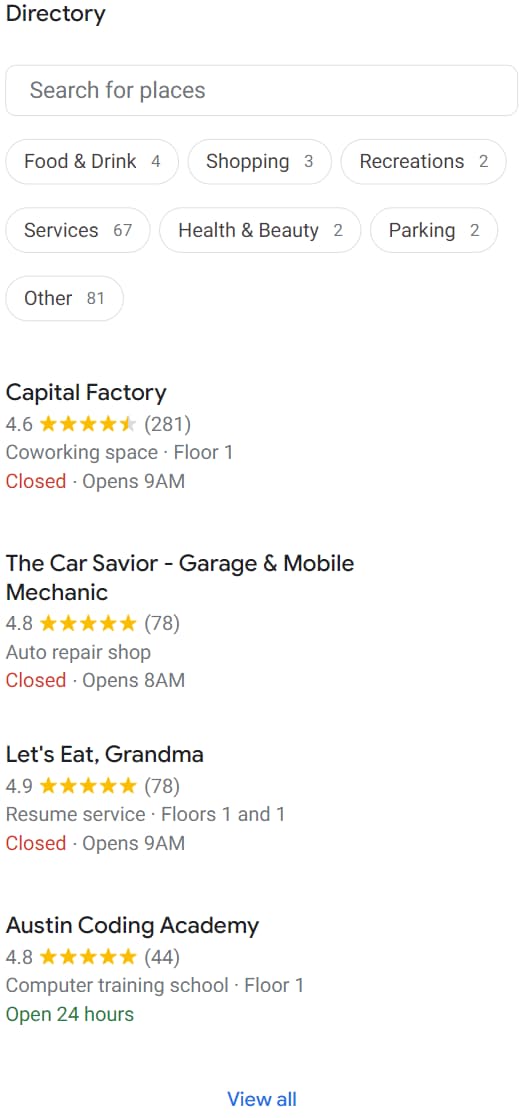 Directory
Search for places
Food & Drink 4 Shopping 3 Recreations 2
Services 67 Health & Beauty 2 Parking 2
Other 81
Capital Factory
4.6 (281)
Coworking space · Floor 1
Closed · Opens 9AM
The Car Savior - Garage & Mobile
Mechanic
4.8 (78)
Auto repair shop
Closed · Opens 8AM
Let's Eat, Grandma
4.9 (78)
Resume service · Floors 1 and 1
Closed · Opens 9AM
Austin Coding Academy
4.8 (44)
Computer training school · Floor 1
Open 24 hours
View all